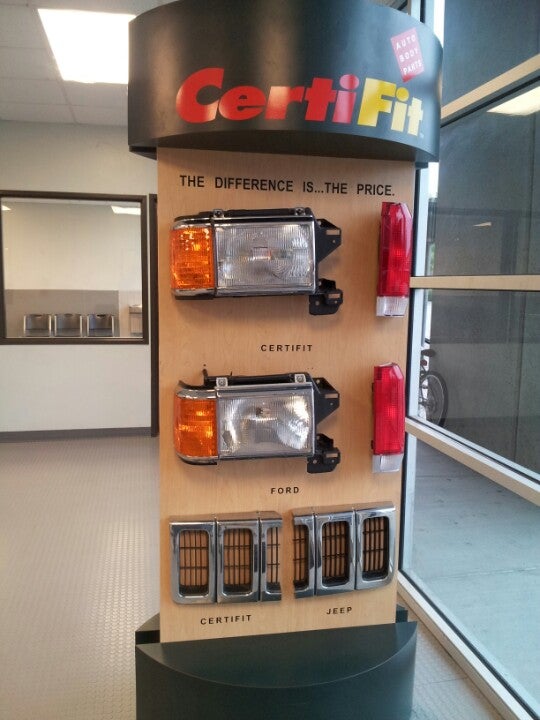 AUTO
BODY
PARTS
CertiFit
THE DIFFERENCE IS...THE PRICE.
CERTIFIT
FORD
CERTIFIT
JEEP